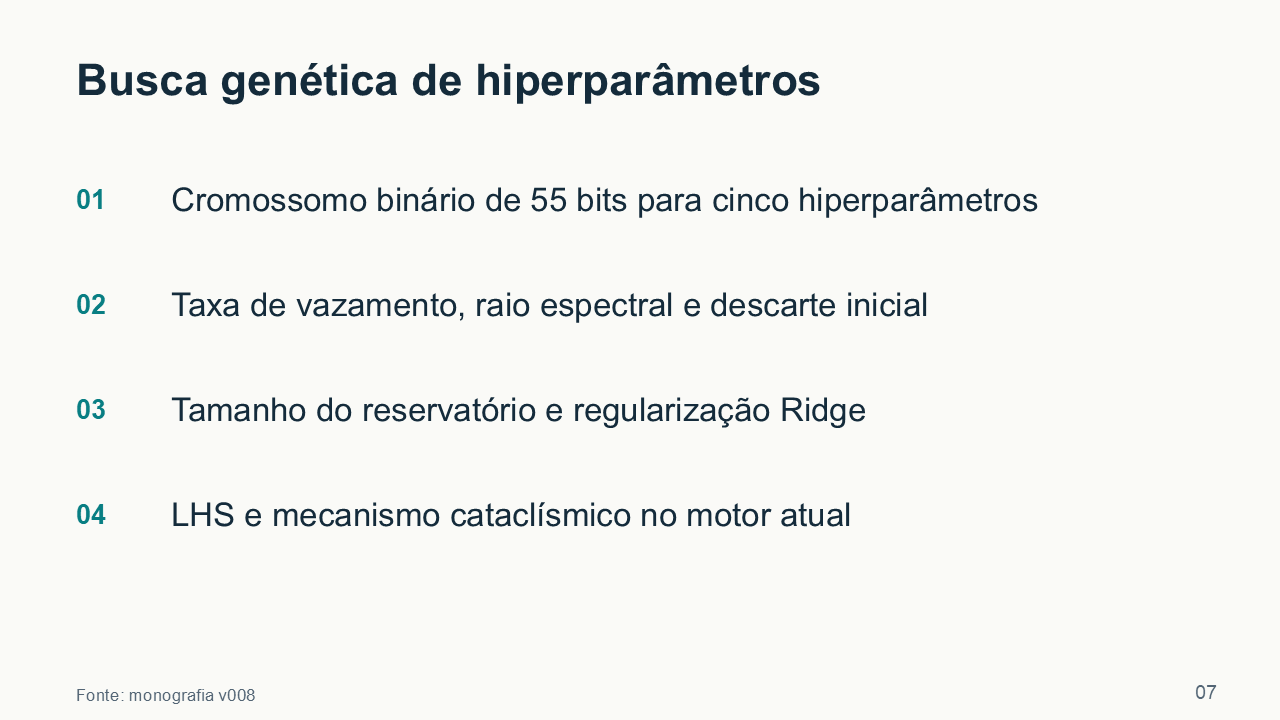 Busca genética de hiperparâmetros
01 Cromossomo binário de 55 bits para cinco hiperparâmetros
02 Taxa de vazamento, raio espectral e descarte inicial
03 Tamanho do reservatório e regularização Ridge
04 LHS e mecanismo cataclísmico no motor atual
Fonte: monografia v008
07